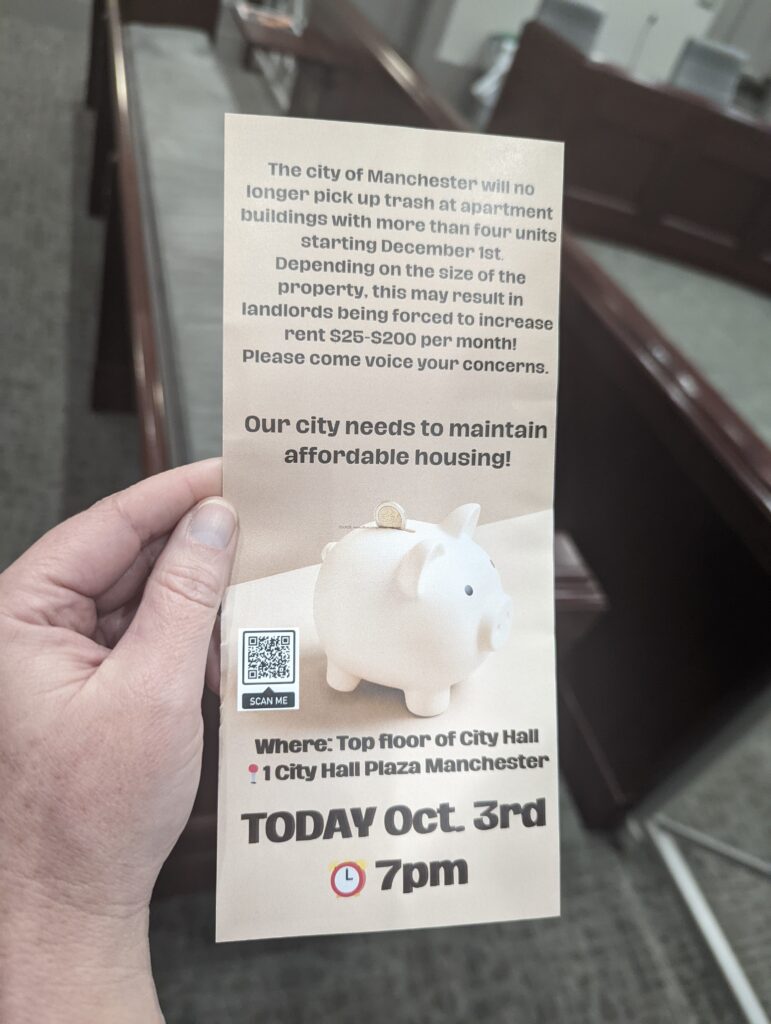 The city of Manchester will no
longer pick up trash at apartment
buildings with more than four units
starting December 1st.
Depending on the size of the
property, this may result in
landlords being forced to increase
rent $25-$200 per month!
Please come voice your concerns.
Our city needs to maintain
affordable housing!
SCAN ME
Where: Top floor of City Hall
1 City Hall Plaza Manchester
TODAY Oct. 3rd
7pm